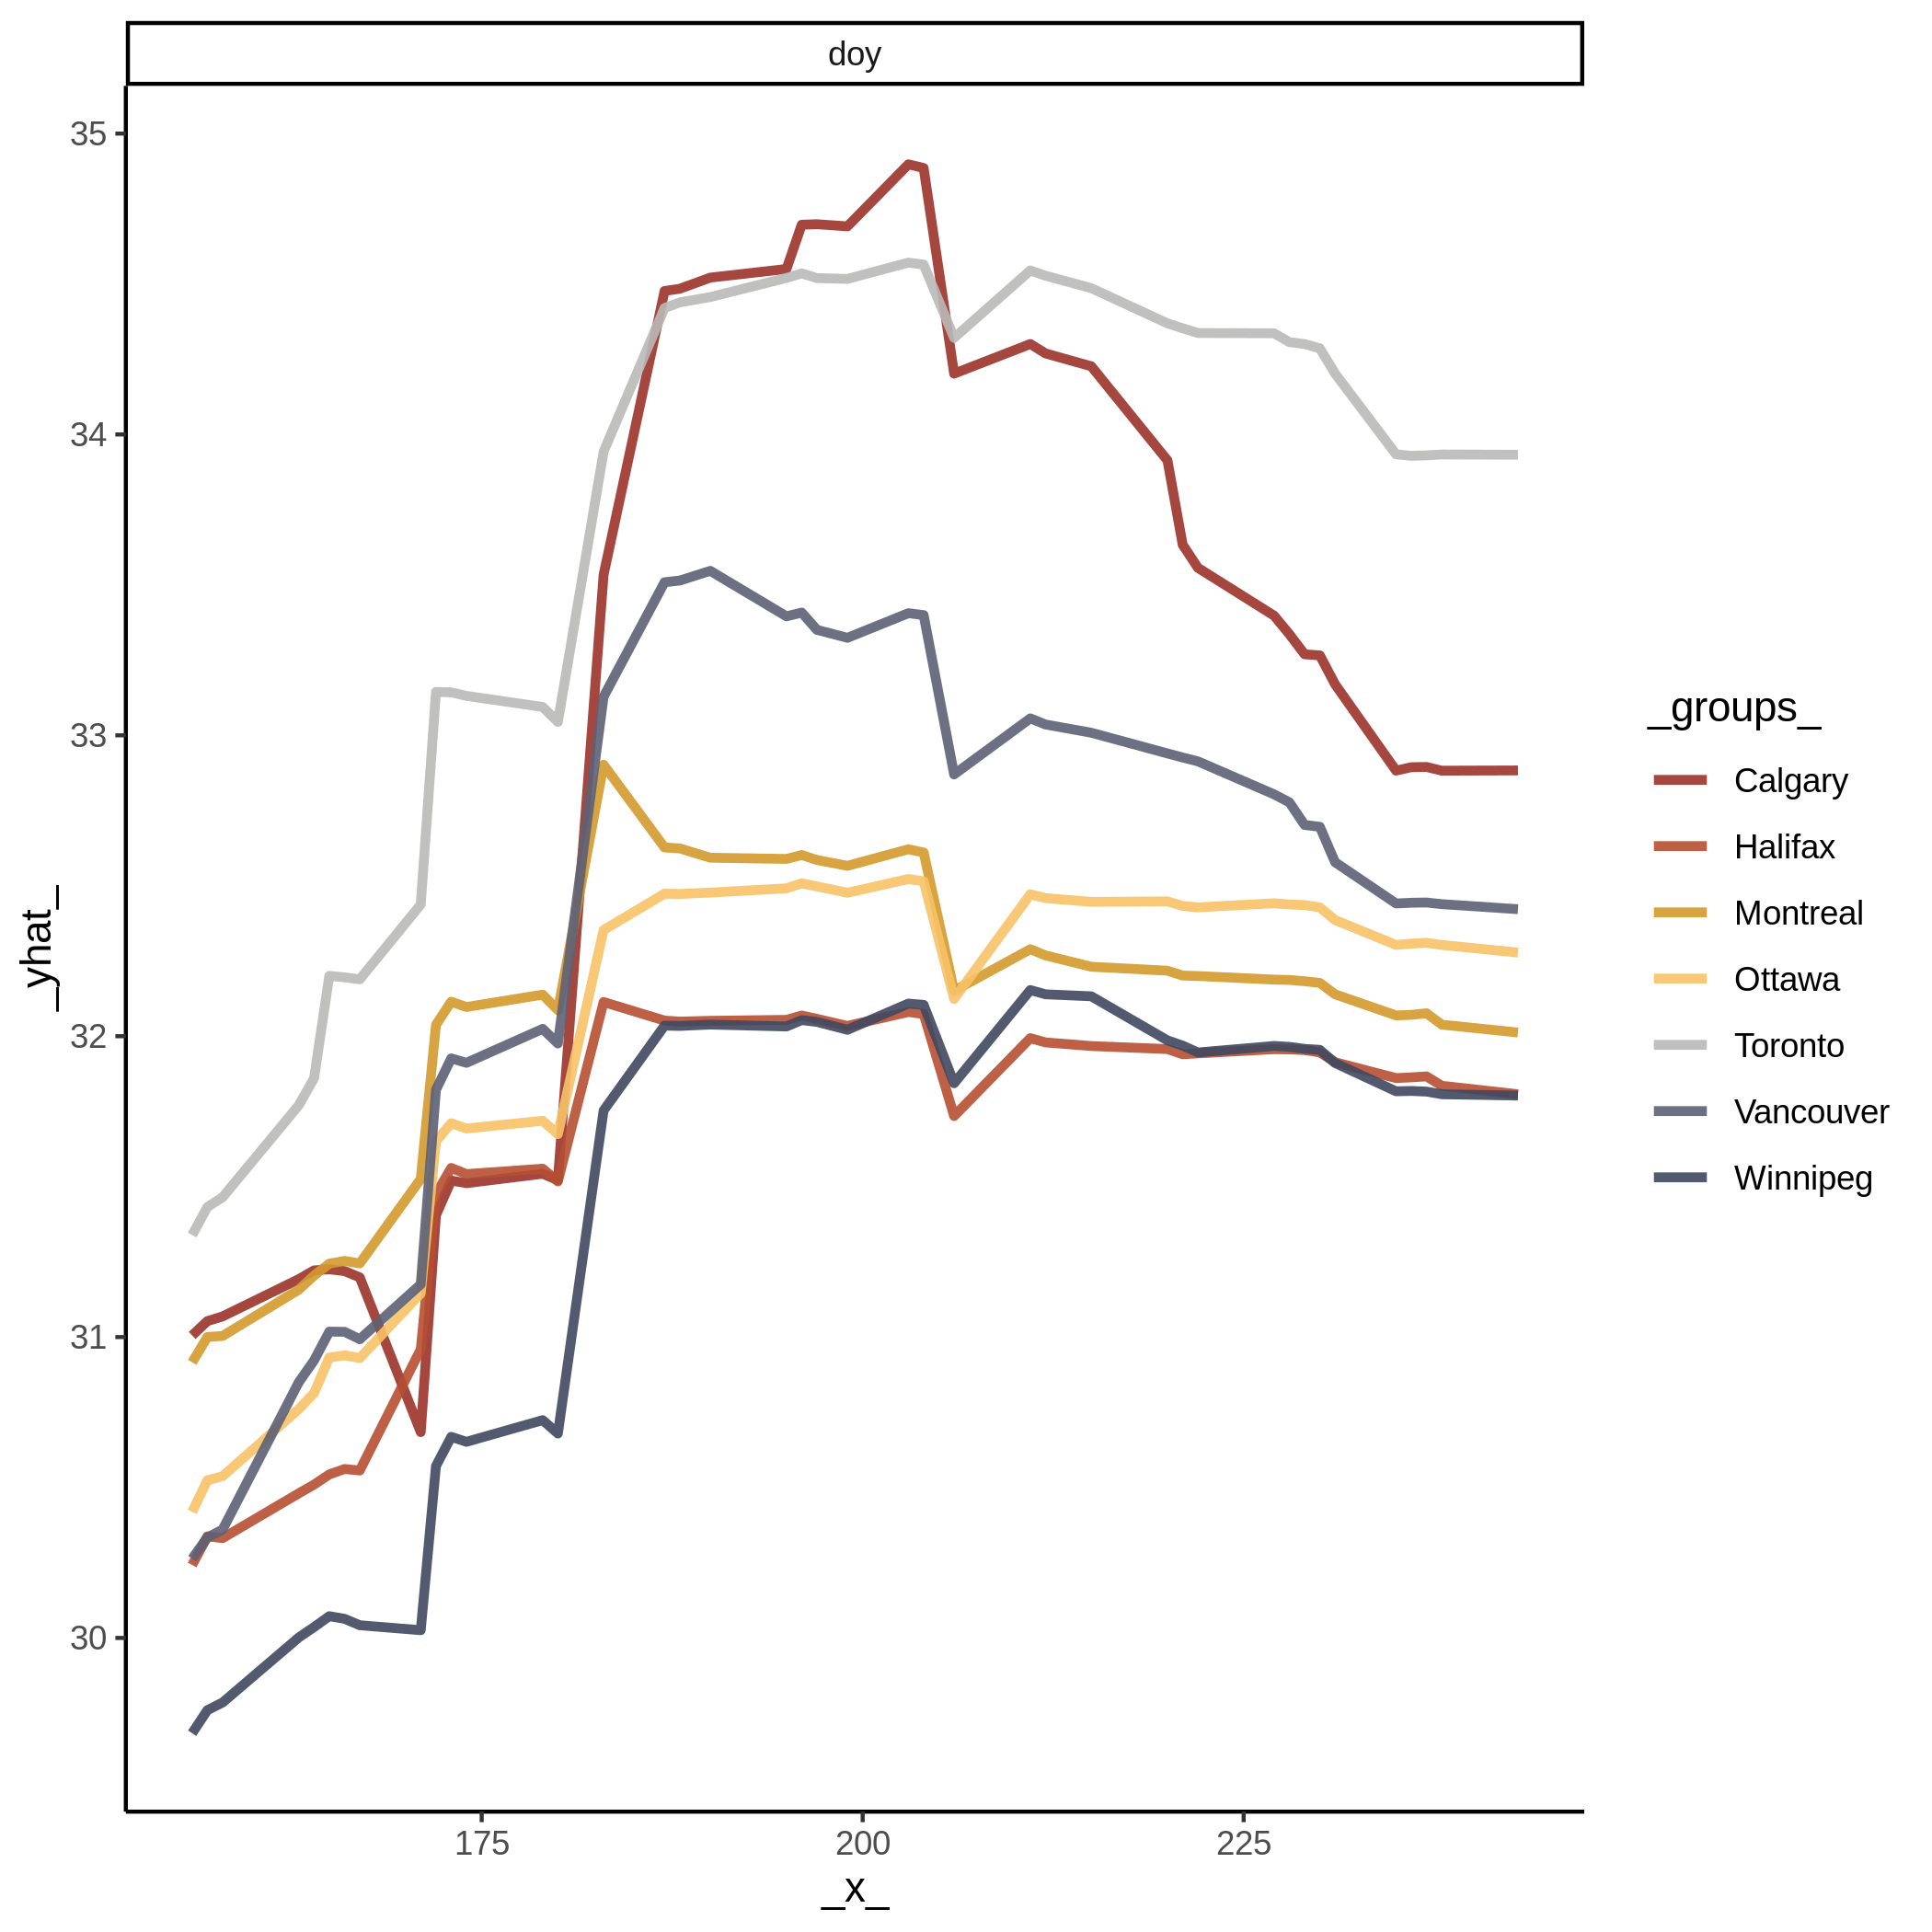 doy
35
34
33
32
31
30
_yhat_
175
200
225
_x_
_groups_
Calgary
Halifax
Montreal
Ottawa
Toronto
Vancouver
Winnipeg